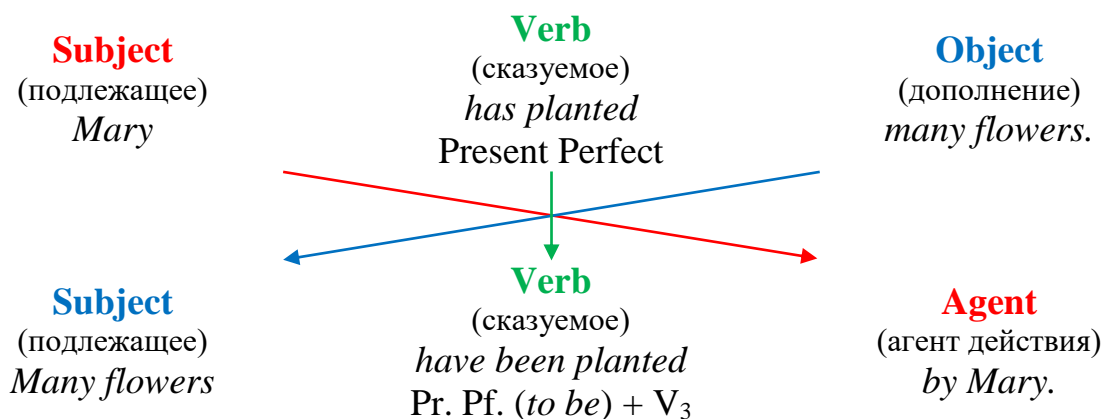 Subject
(подлежащее)
Mary
Verb
(сказуемое)
has planted
Present Perfect
Object
(дополнение)
many flowers.
Subject
(подлежащее)
Many flowers
Verb
(сказуемое)
have been planted
Pr. Pf. (to be) + V₃
Agent
(агент действия)
by Mary.